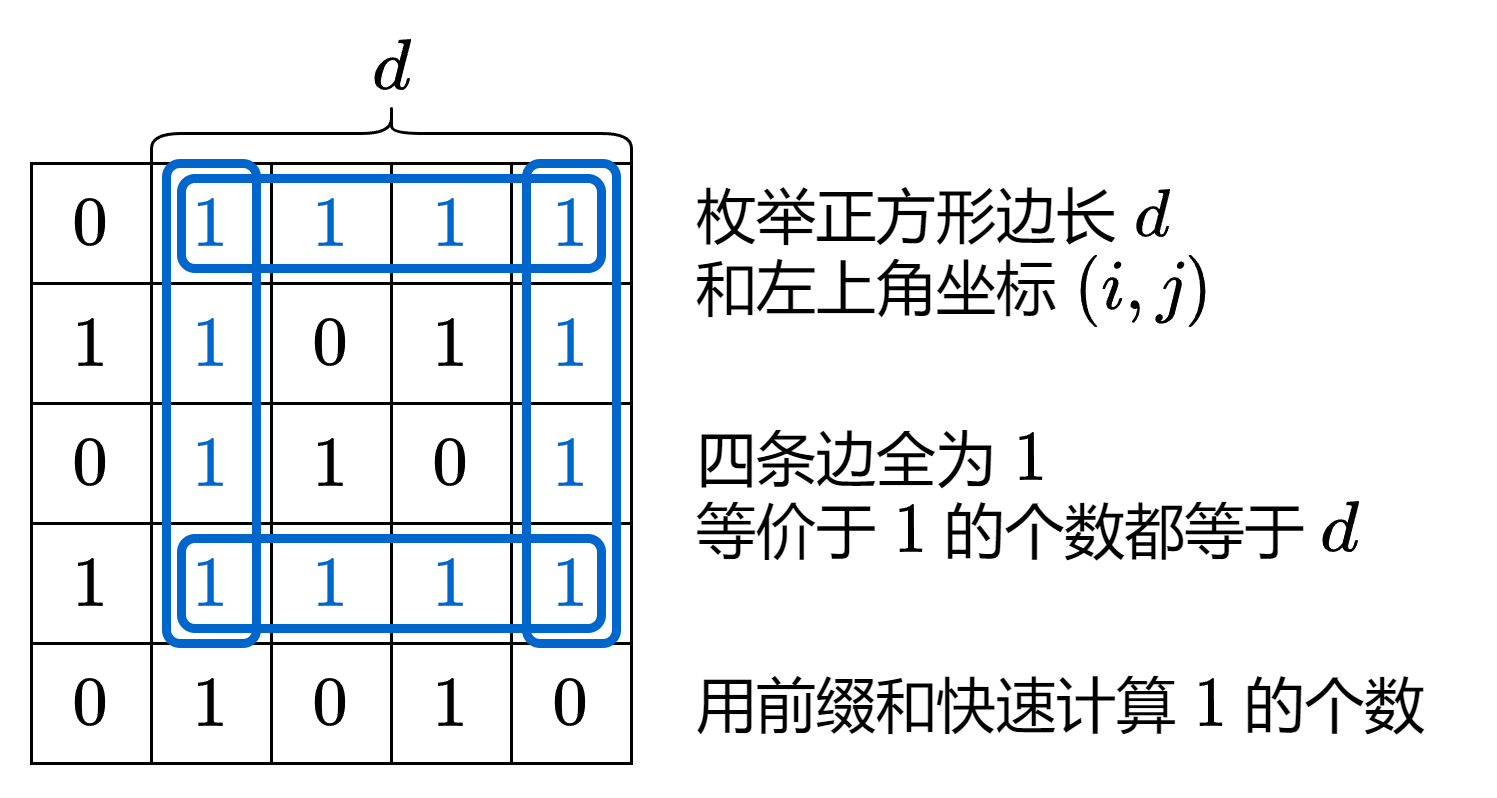 d
0 1 1 1 1
枚举正方形边长 d
和左上角坐标 (i, j)
1 1 0 1 1
0 1 1 0 1
四条边全为 1
等价于 1 的个数都等于 d
1 1 1 1 1
0 1 0 1 0
用前缀和快速计算 1 的个数